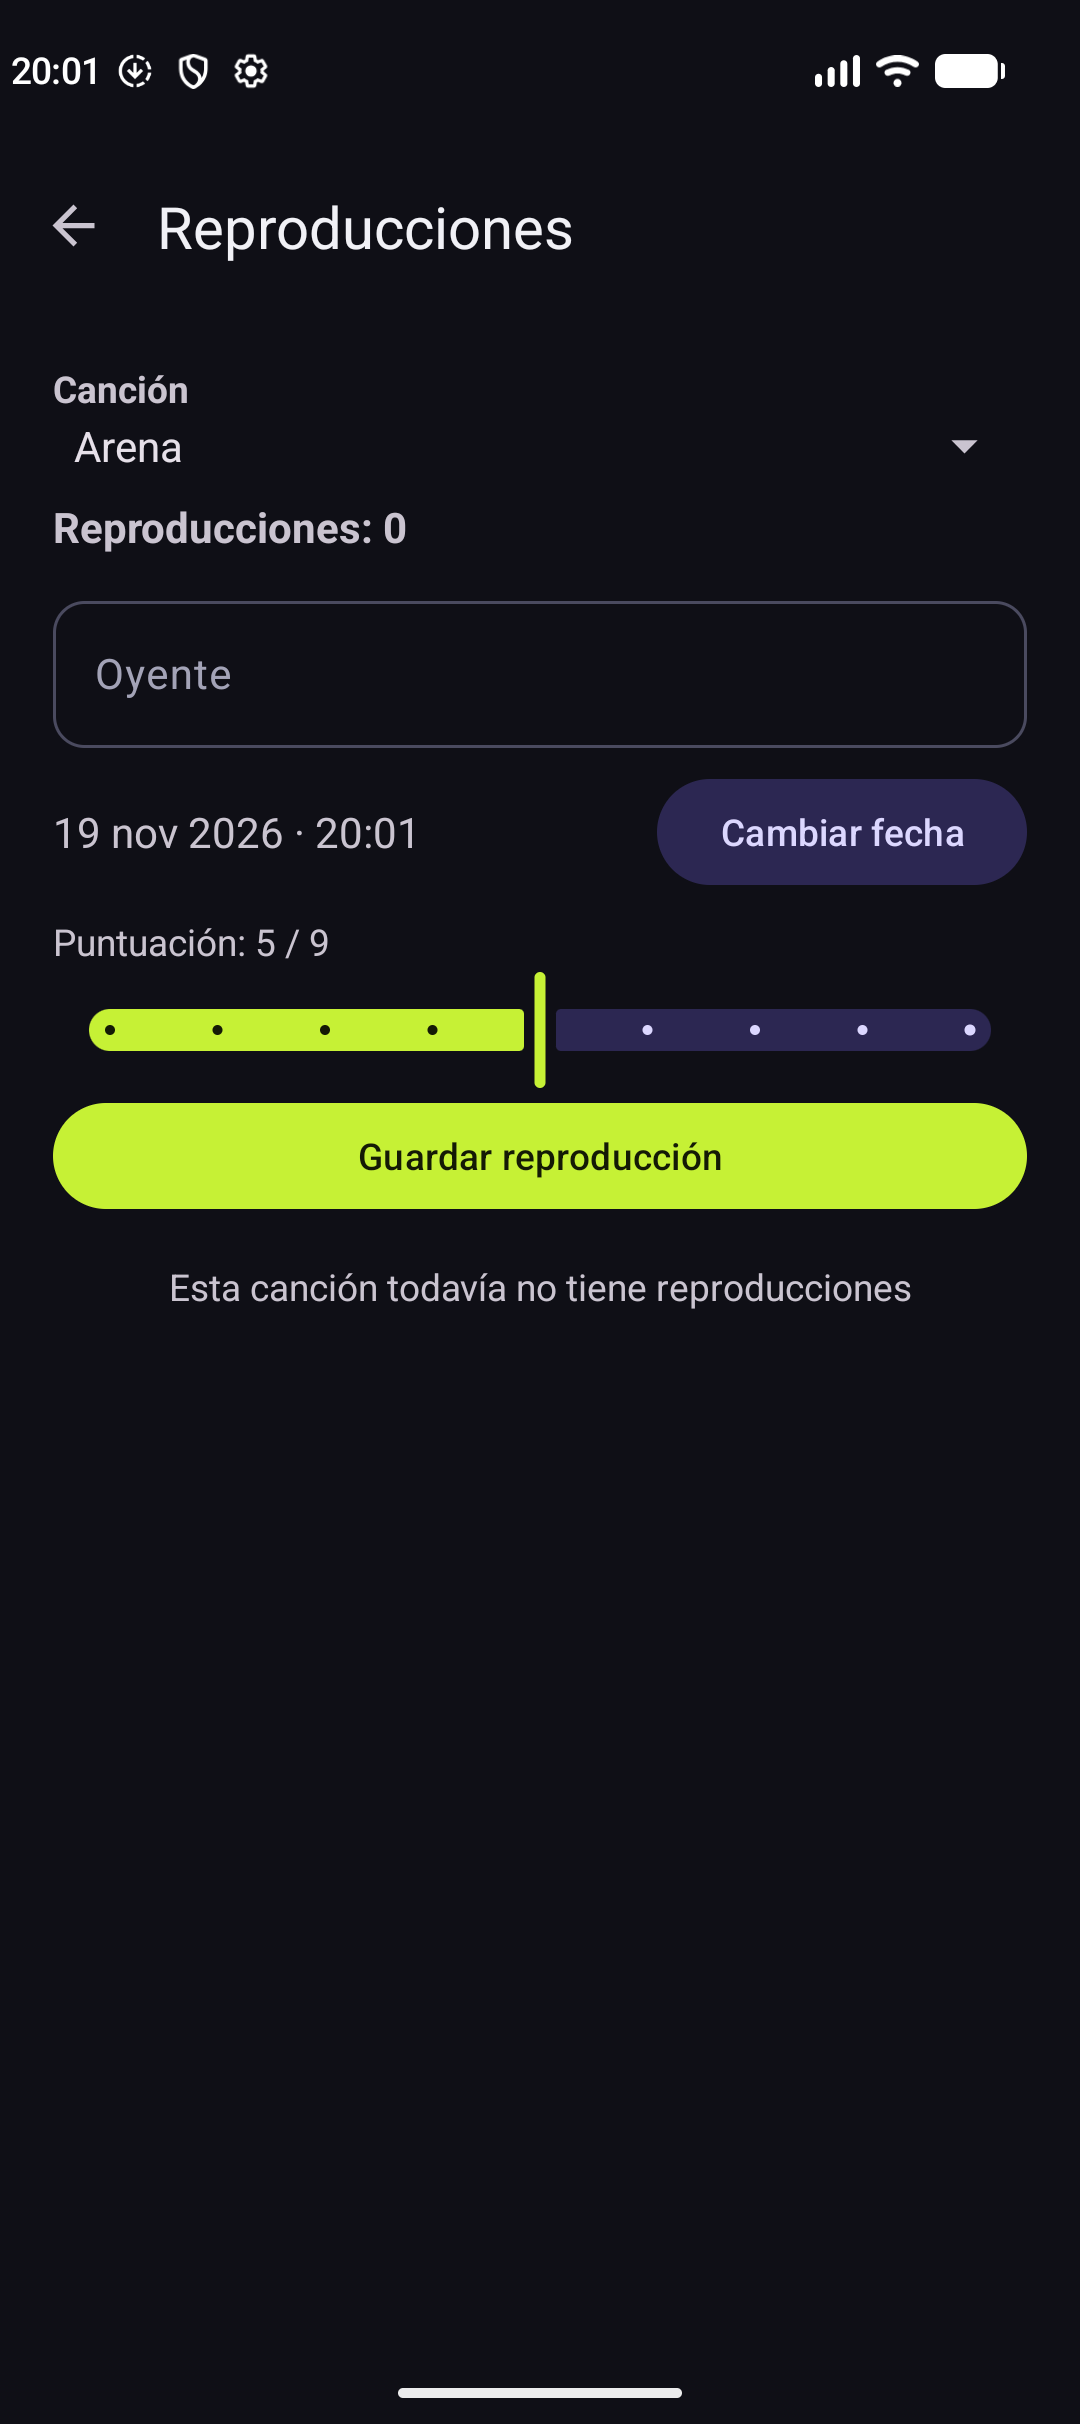 20:01
Reproducciones
Canción
Arena
Reproducciones: 0
Oyente
19 nov 2026 · 20:01
Cambiar fecha
Puntuación: 5 / 9
Guardar reproducción
Esta canción todavía no tiene reproducciones